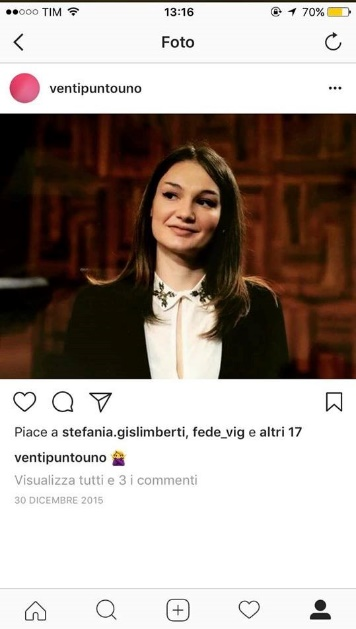 TIM 13:16 70%
Foto
ventipuntouno
Piace a stefania.gislimberti, fede_vig e altri 17
ventipuntouno
Visualizza tutti e 3 i commenti
30 DICEMBRE 2015